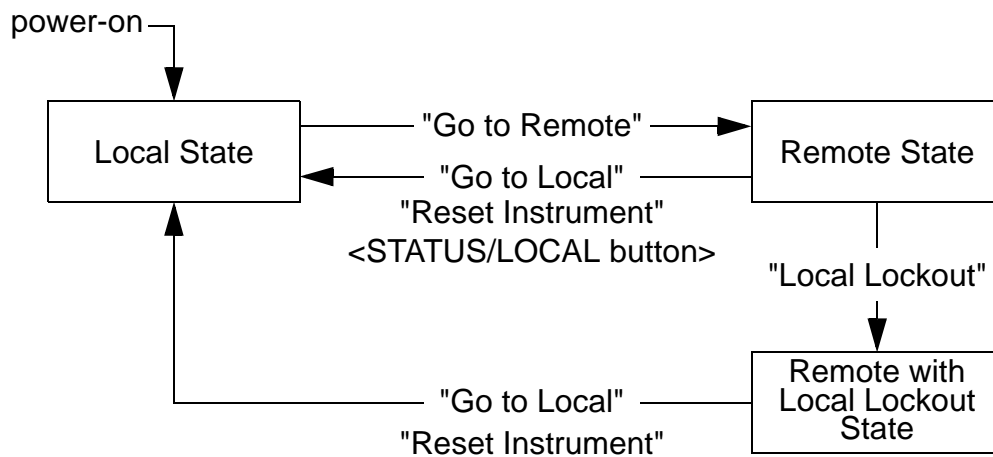 power-on
Local State
"Go to Remote"
Remote State
"Go to Local"
"Reset Instrument"
<STATUS/LOCAL button>
"Local Lockout"
Remote with
Local Lockout
State
"Go to Local"
"Reset Instrument"